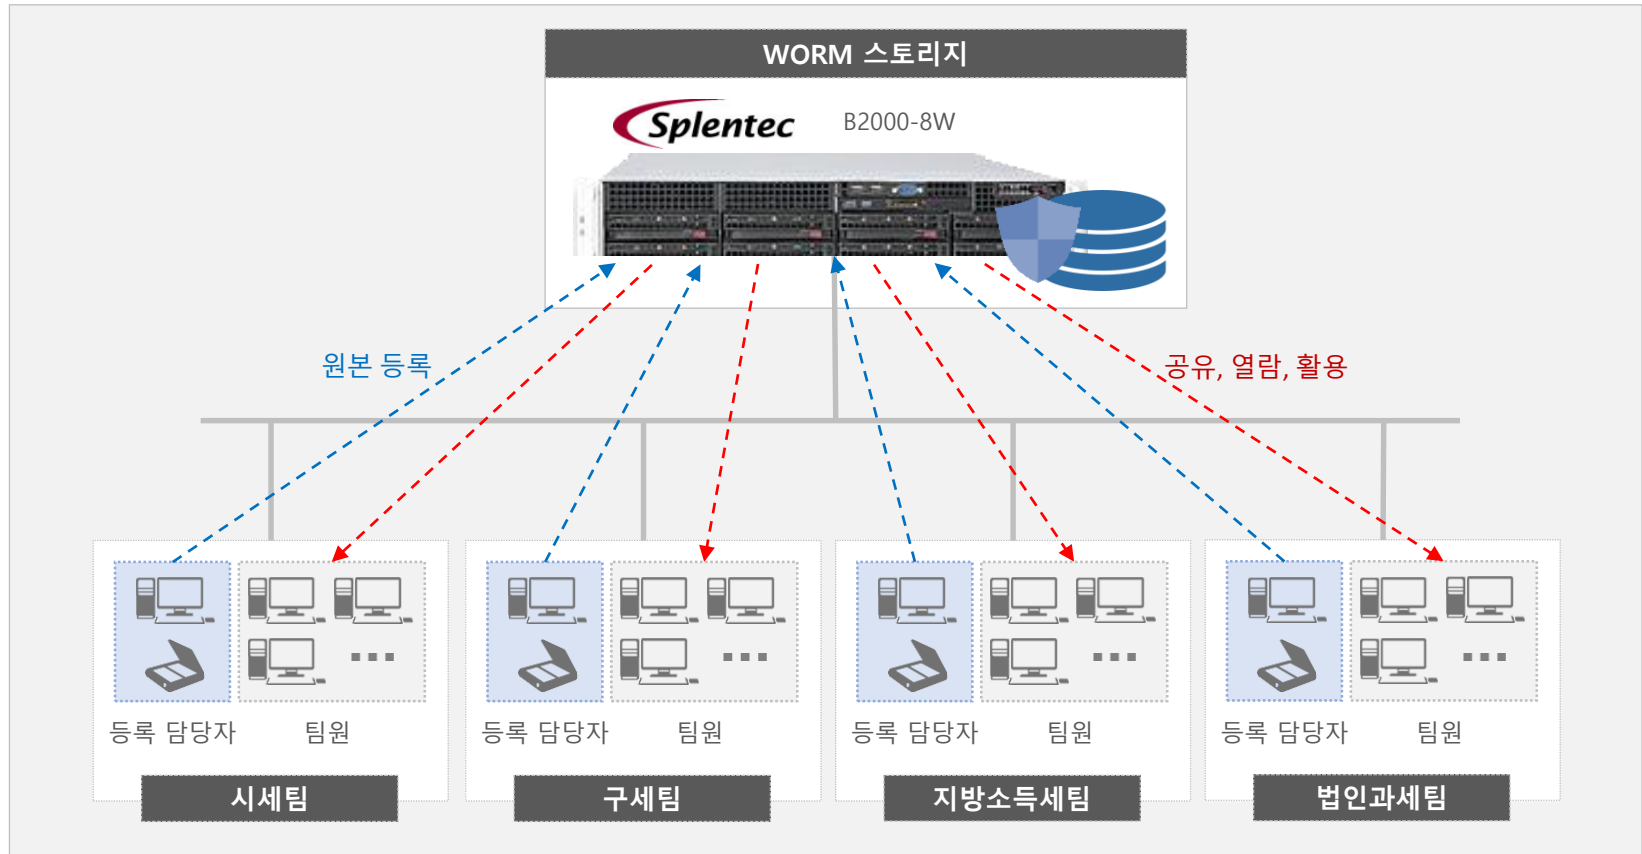 WORM 스토리지
Splentec
B2000-8W
원본 등록
공유, 열람, 활용
등록 담당자
팀원
등록 담당자
팀원
등록 담당자
팀원
등록 담당자
팀원
시세팀
구세팀
지방소득세팀
법인과세팀